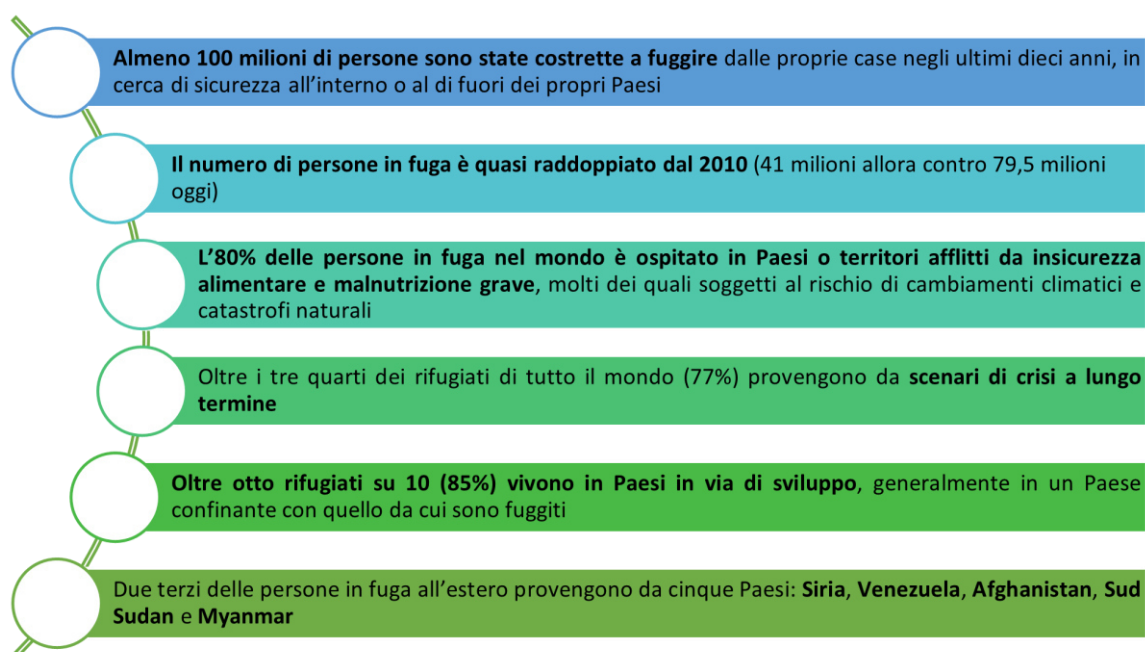 Almeno 100 milioni di persone sono state costrette a fuggire dalle proprie case negli ultimi dieci anni, in
cerca di sicurezza all’interno o al di fuori dei propri Paesi
Il numero di persone in fuga è quasi raddoppiato dal 2010 (41 milioni allora contro 79,5 milioni
oggi)
L’80% delle persone in fuga nel mondo è ospitato in Paesi o territori afflitti da insicurezza
alimentare e malnutrizione grave, molti dei quali soggetti al rischio di cambiamenti climatici e
catastrofi naturali
Oltre i tre quarti dei rifugiati di tutto il mondo (77%) provengono da scenari di crisi a lungo
termine
Oltre otto rifugiati su 10 (85%) vivono in Paesi in via di sviluppo, generalmente in un Paese
confinante con quello da cui sono fuggiti
Due terzi delle persone in fuga all’estero provengono da cinque Paesi: Siria, Venezuela, Afghanistan, Sud
Sudan e Myanmar